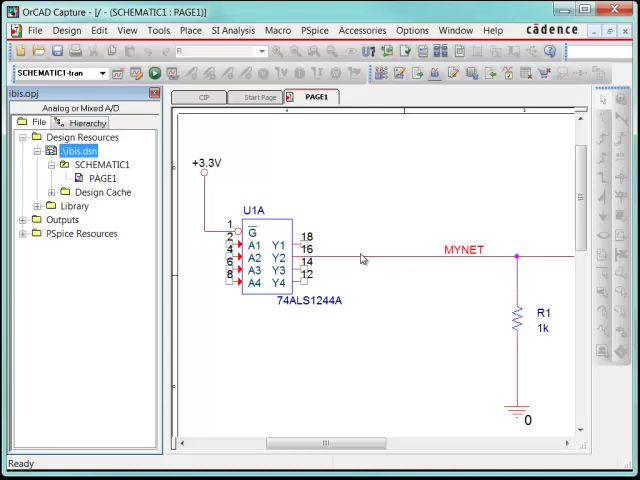 OrCAD Capture - [/ - (SCHEMATIC1 : PAGE1)]
File Design Edit View Tools Place SI Analysis Macro PSpice Accessories Options Window Help cādence
R
U?
SCHEMATIC1-tran
ibis.opj
CIP Start Page PAGE1
Analog or Mixed A/D
File Hierarchy
Design Resources
.\ibis.dsn
SCHEMATIC1
PAGE1
Design Cache
Library
Outputs
PSpice Resources
+3.3V
U1A
1 G
2 A1 Y1 18
4 A2 Y2 16
6 A3 Y3 14
8 A4 Y4 12
74ALS1244A
MYNET
R1
1k
0
Ready